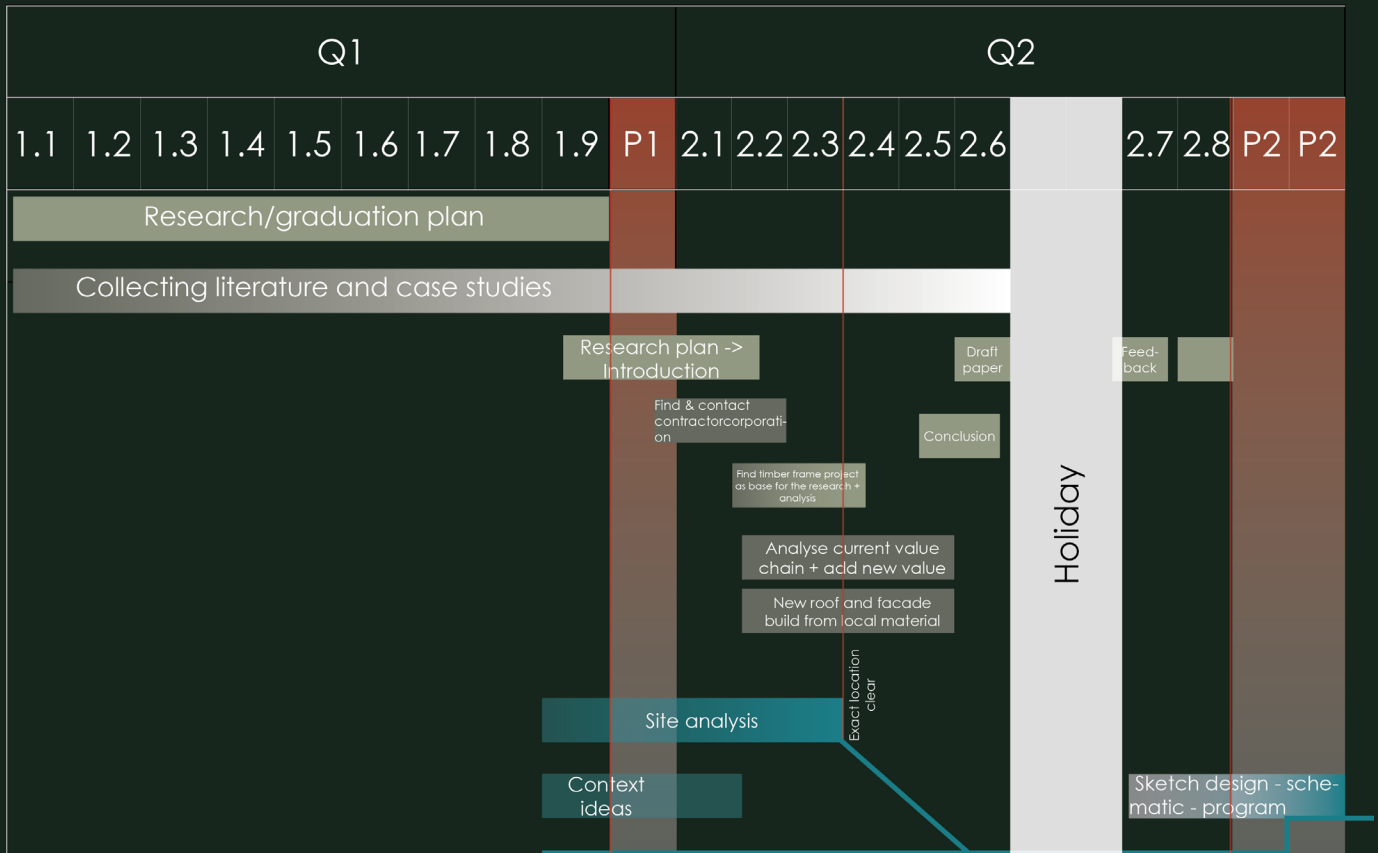 Q1
Q2
1.1 1.2 1.3 1.4 1.5 1.6 1.7 1.8 1.9 P1 2.1 2.2 2.3 2.4 2.5 2.6 2.7 2.8 P2 P2
Research/graduation plan
Collecting literature and case studies
Research plan ->
Introduction
Draft
paper
Feed-
back
Find & contact
contractorcorporati-
on
Conclusion
Find timber frame project
as base for the research +
analysis
Holiday
Analyse current value
chain + add new value
New roof and facade
build from local material
Exact location
clear
Site analysis
Context
ideas
Sketch design - sche-
matic - program